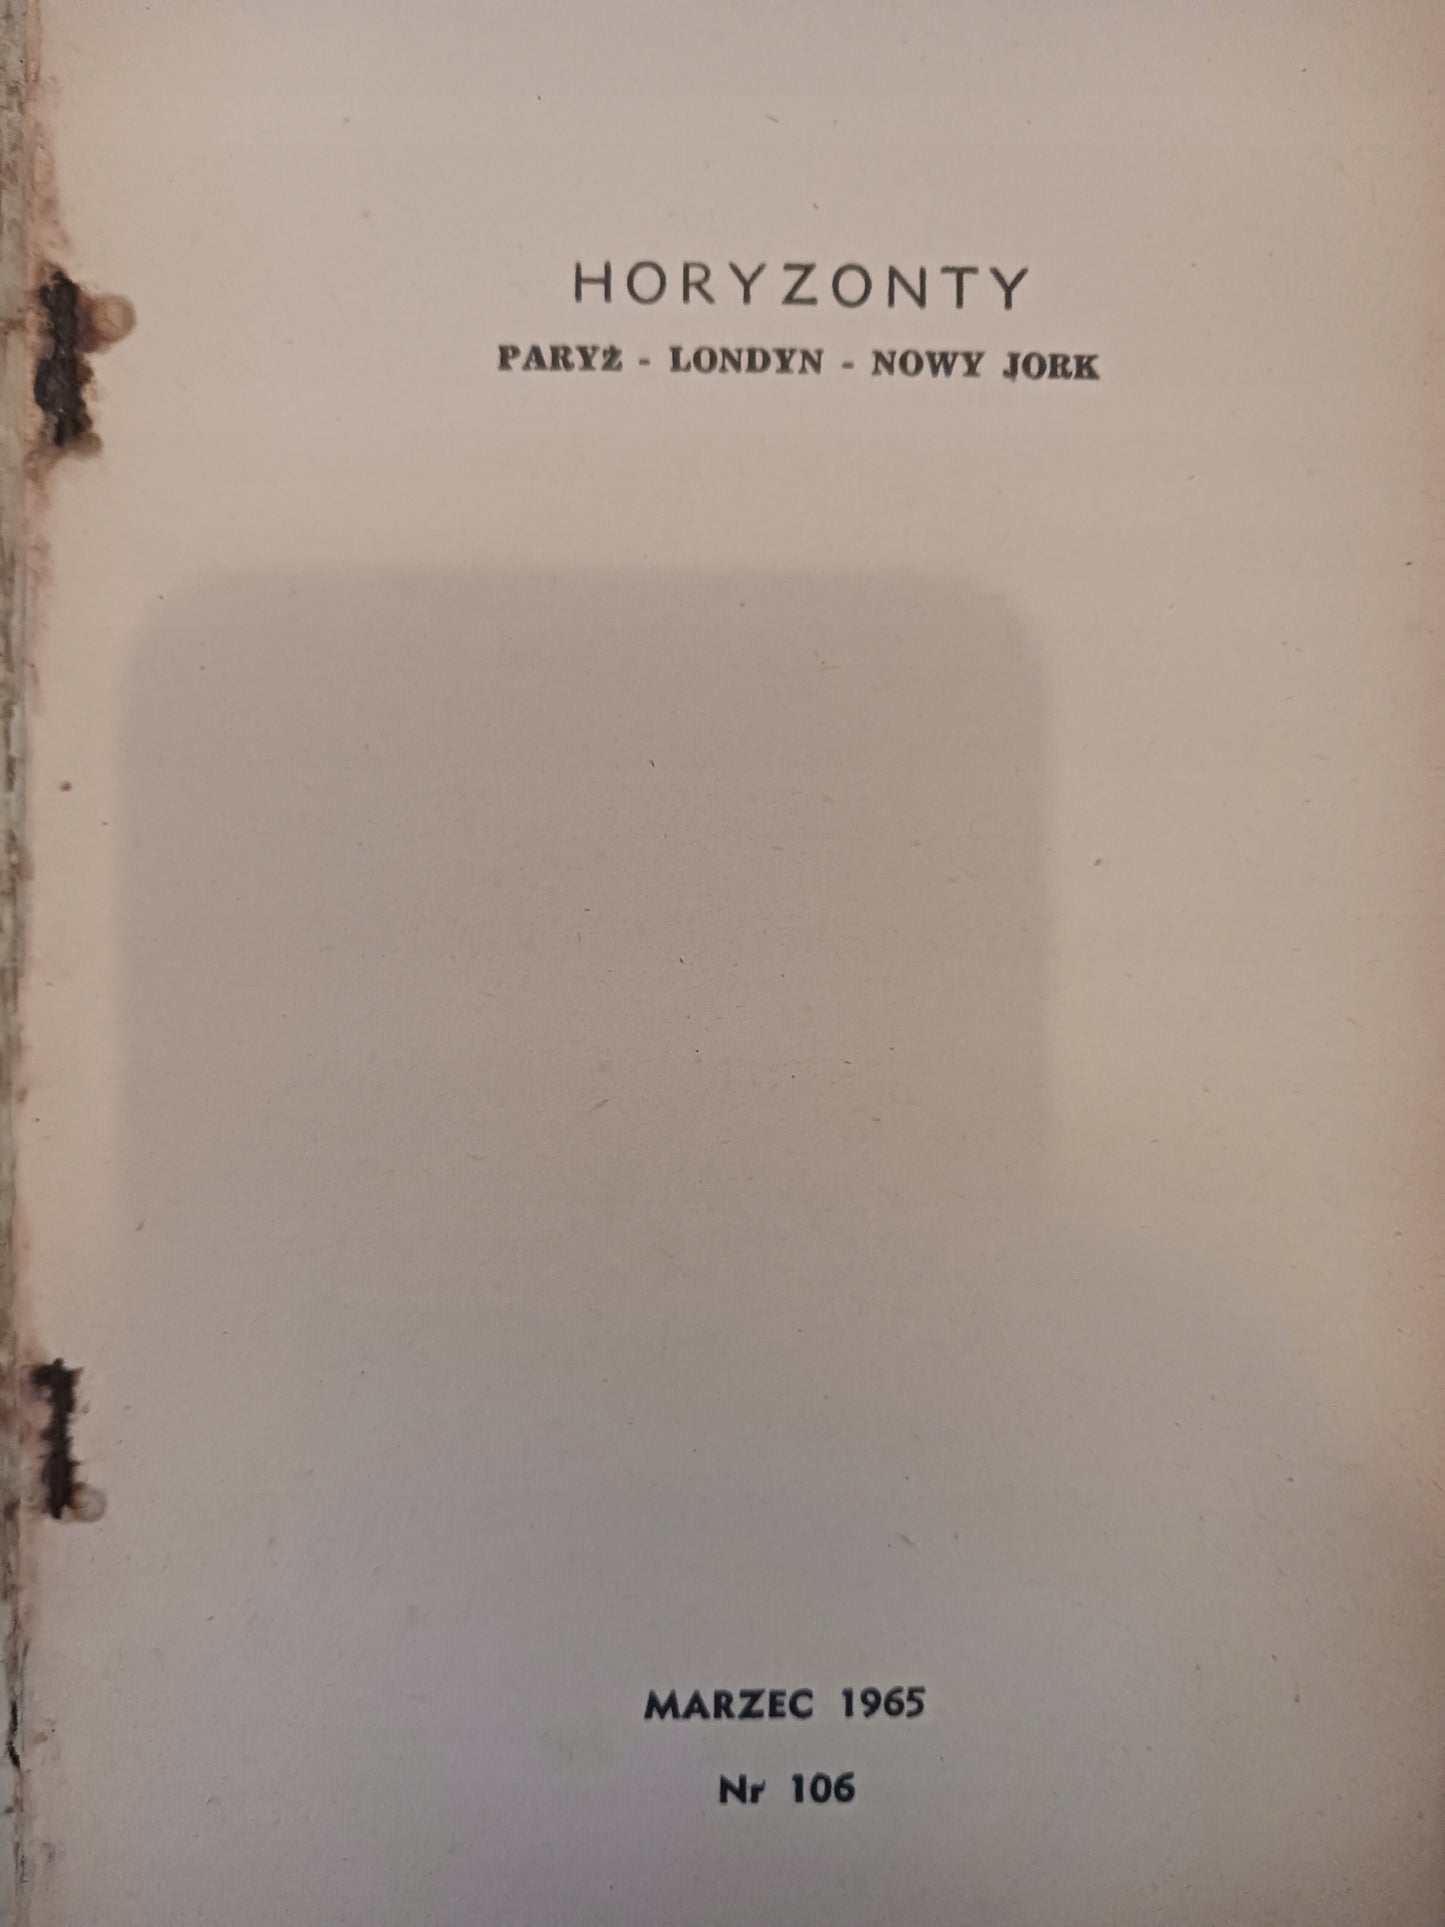 HORYZONTY
PARYŻ - LONDYN - NOWY JORK
MARZEC 1965
Nr 106